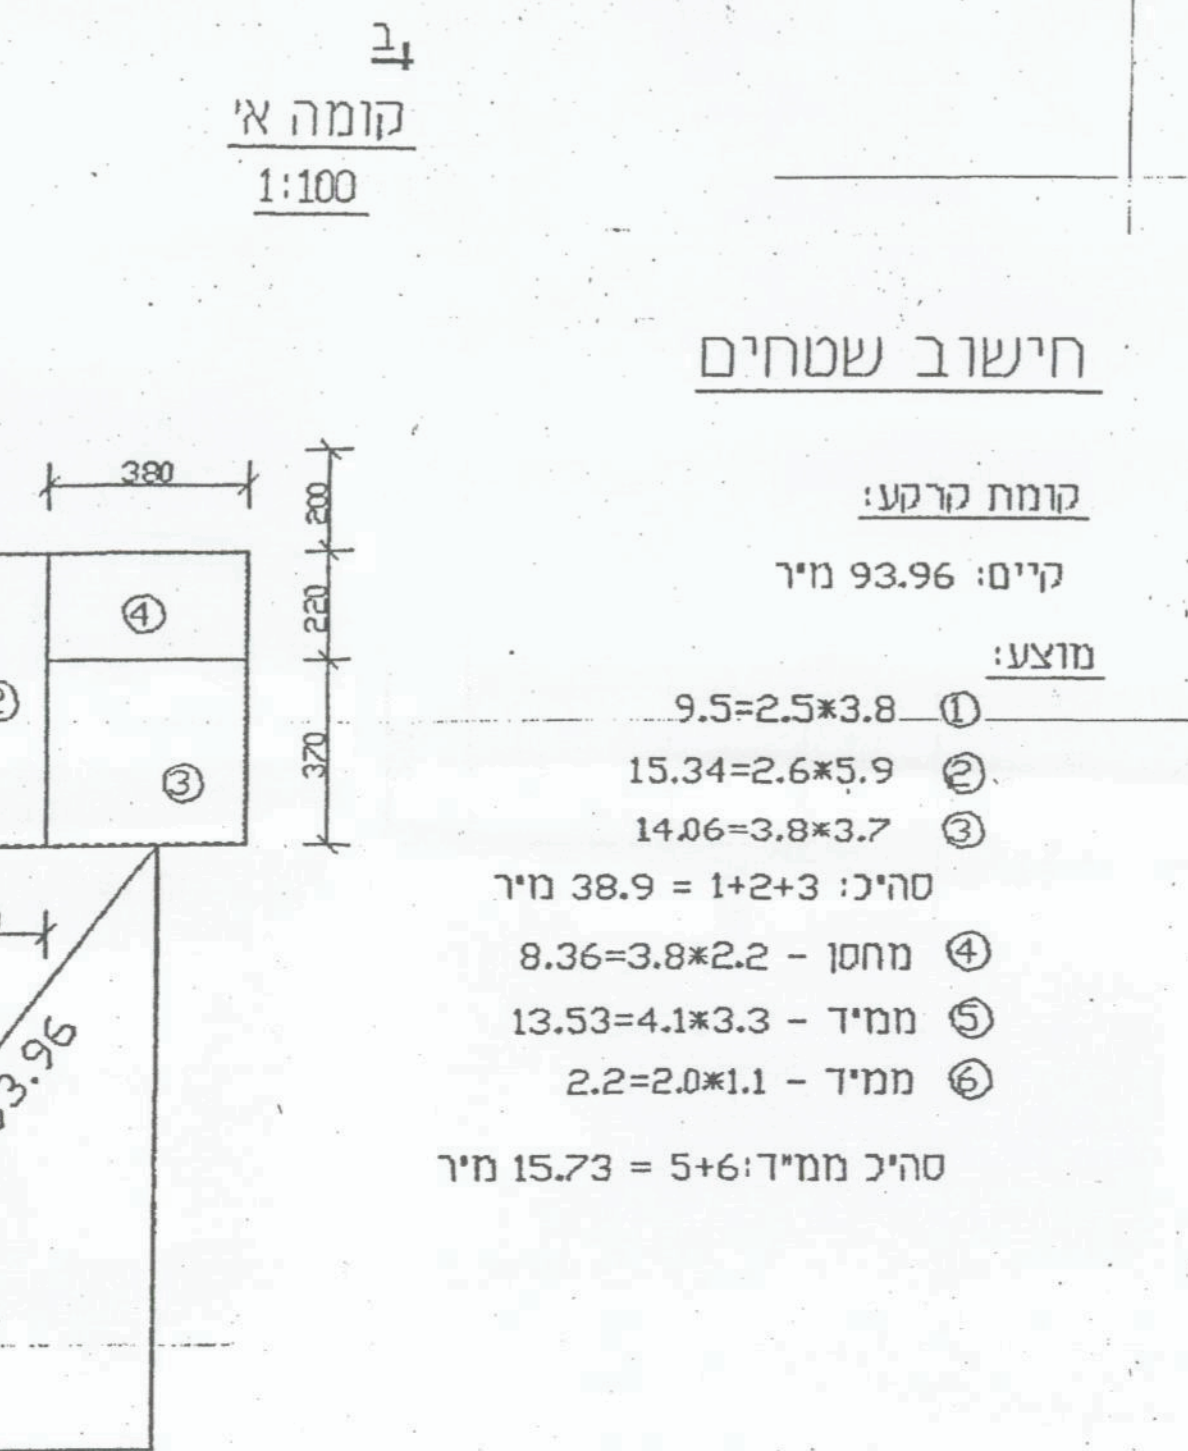 ב
קומה א'
1:100
חישוב שטחים
קומת קרקע:
קיים: 93.96 מ"ר
מוצע:
① 9.5=2.5*3.8
② 15.34=2.6*5.9
③ 14.06=3.8*3.7
סה"כ: 1+2+3 = 38.9 מ"ר
④ מחסן - 8.36=3.8*2.2
⑤ ממ"ד - 13.53=4.1*3.3
⑥ ממ"ד - 2.2=2.0*1.1
סה"כ ממ"ד: 5+6 = 15.73 מ"ר
380
200
220
370
④
②
③
3.96